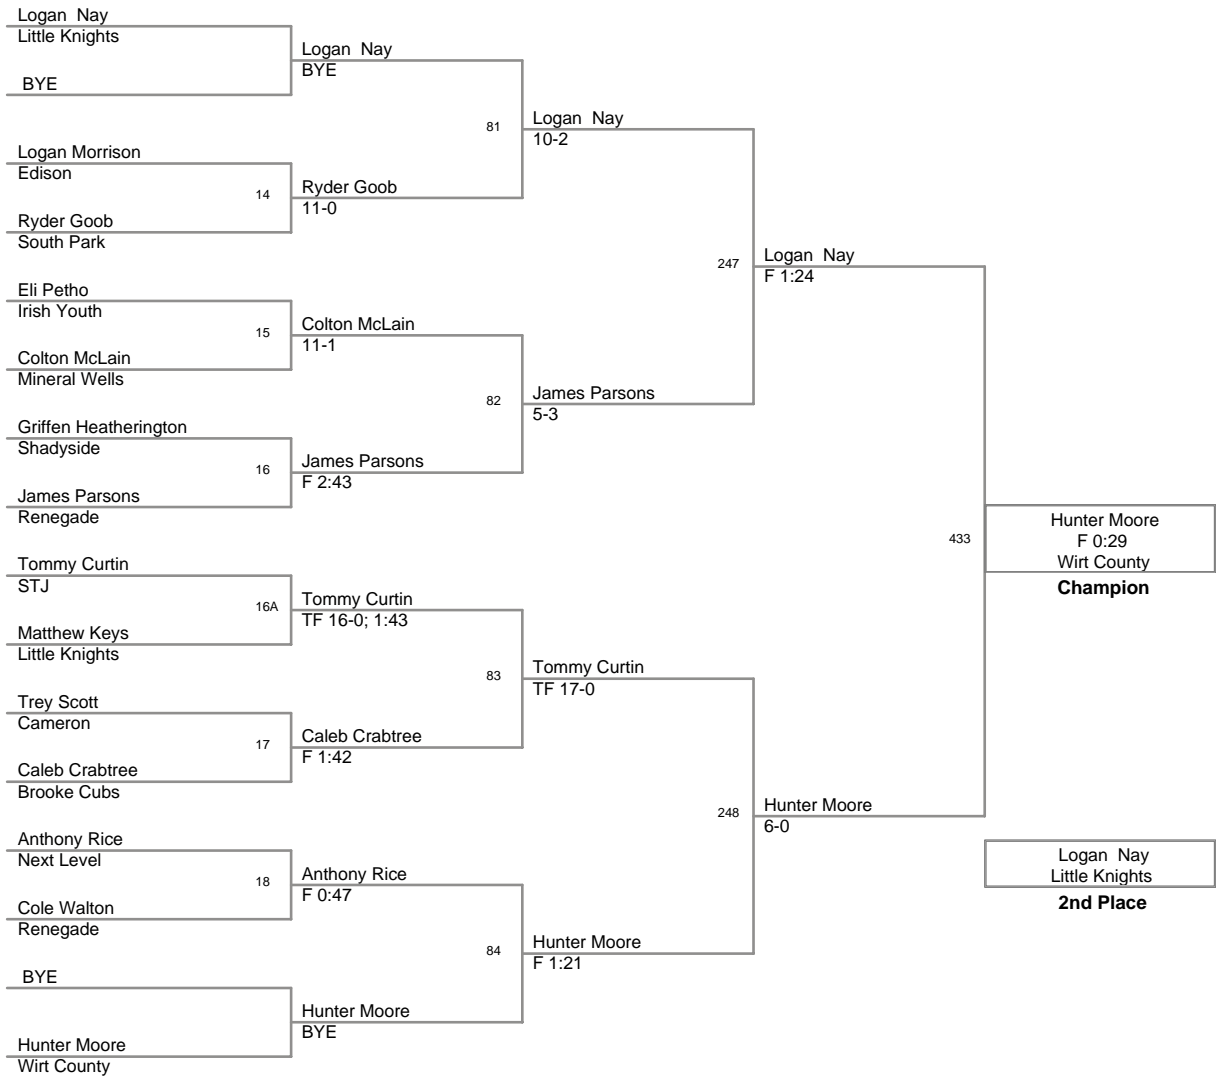 Logan  Nay
Little Knights
BYE
Logan Morrison
Edison
14
Ryder Goob
South Park
Eli Petho
Irish Youth
15
Colton McLain
Mineral Wells
Griffen Heatherington
Shadyside
16
James Parsons
Renegade
Tommy Curtin
STJ
16A
Matthew Keys
Little Knights
Trey Scott
Cameron
17
Caleb Crabtree
Brooke Cubs
Anthony Rice
Next Level
18
Cole Walton
Renegade
BYE
Hunter Moore
Wirt County
Logan  Nay
BYE
81
Ryder Goob
11-0
Colton McLain
11-1
82
James Parsons
F 2:43
Tommy Curtin
TF 16-0; 1:43
83
Caleb Crabtree
F 1:42
Anthony Rice
F 0:47
84
Hunter Moore
BYE
Logan  Nay
10-2
247
James Parsons
5-3
Tommy Curtin
TF 17-0
248
Hunter Moore
F 1:21
Logan  Nay
F 1:24
433
Hunter Moore
6-0
Hunter Moore
F 0:29
Wirt County
Champion
Logan  Nay
Little Knights
2nd Place